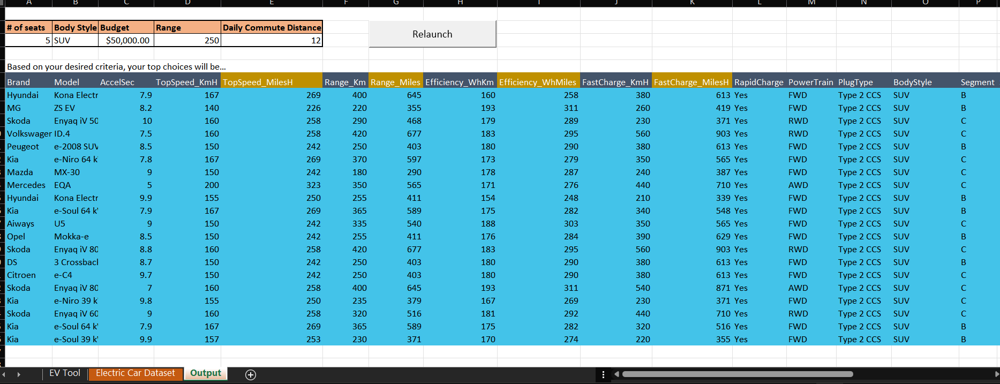 A B C D E F G H I J K L M N O P
# of seats Body Style Budget Range Daily Commute Distance
5 SUV $50,000.00 250 12
Relaunch
Based on your desired criteria, your top choices will be...
Brand Model AccelSec TopSpeed_KmH TopSpeed_MilesH Range_Km Range_Miles Efficiency_WhKm Efficiency_WhMiles FastCharge_KmH FastCharge_MilesH RapidCharge PowerTrain PlugType BodyStyle Segment
Hyundai Kona Electr 7.9 167 269 400 645 160 258 380 613 Yes FWD Type 2 CCS SUV B
MG ZS EV 8.2 140 226 220 355 193 311 260 419 Yes FWD Type 2 CCS SUV B
Skoda Enyaq iV 50 10 160 258 290 468 179 289 230 371 Yes RWD Type 2 CCS SUV C
Volkswagen ID.4 7.5 160 258 420 677 183 295 560 903 Yes RWD Type 2 CCS SUV C
Peugeot e-2008 SUV 8.5 150 242 250 403 180 290 380 613 Yes FWD Type 2 CCS SUV B
Kia e-Niro 64 k 7.8 167 269 370 597 173 279 350 565 Yes FWD Type 2 CCS SUV C
Mazda MX-30 9 150 242 180 290 178 287 240 387 Yes FWD Type 2 CCS SUV C
Mercedes EQA 5 200 323 350 565 171 276 440 710 Yes AWD Type 2 CCS SUV C
Hyundai Kona Electr 9.9 155 250 255 411 154 248 210 339 Yes FWD Type 2 CCS SUV B
Kia e-Soul 64 k 7.9 167 269 365 589 175 282 340 548 Yes FWD Type 2 CCS SUV B
Aiways U5 9 150 242 335 540 188 303 350 565 Yes FWD Type 2 CCS SUV C
Opel Mokka-e 8.5 150 242 255 411 176 284 390 629 Yes FWD Type 2 CCS SUV B
Skoda Enyaq iV 80 8.8 160 258 420 677 183 295 560 903 Yes RWD Type 2 CCS SUV C
DS 3 Crossbacl 8.7 150 242 250 403 180 290 380 613 Yes FWD Type 2 CCS SUV B
Citroen e-C4 9.7 150 242 250 403 180 290 380 613 Yes FWD Type 2 CCS SUV C
Skoda Enyaq iV 80 7 160 258 400 645 193 311 540 871 Yes AWD Type 2 CCS SUV C
Kia e-Niro 39 k 9.8 155 250 235 379 167 269 230 371 Yes FWD Type 2 CCS SUV C
Skoda Enyaq iV 60 9 160 258 320 516 181 292 440 710 Yes RWD Type 2 CCS SUV C
Kia e-Soul 64 k 7.9 167 269 365 589 175 282 320 516 Yes FWD Type 2 CCS SUV B
Kia e-Soul 39 k 9.9 157 253 230 371 170 274 220 355 Yes FWD Type 2 CCS SUV B
EV Tool Electric Car Dataset Output